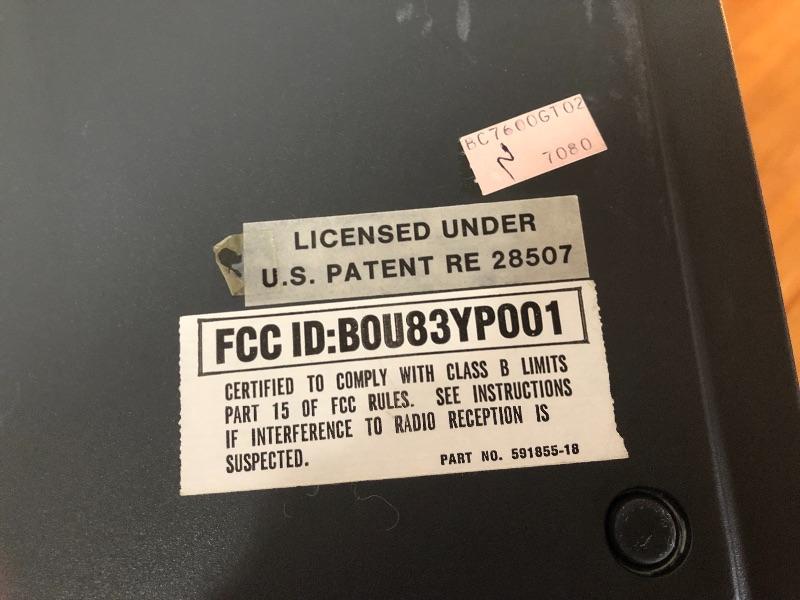 BC7600GT02
7080
LICENSED UNDER
U.S. PATENT RE 28507
FCC ID:BOU83YP001
CERTIFIED TO COMPLY WITH CLASS B LIMITS
PART 15 OF FCC RULES. SEE INSTRUCTIONS
IF INTERFERENCE TO RADIO RECEPTION IS
SUSPECTED.
PART NO. 591855-18